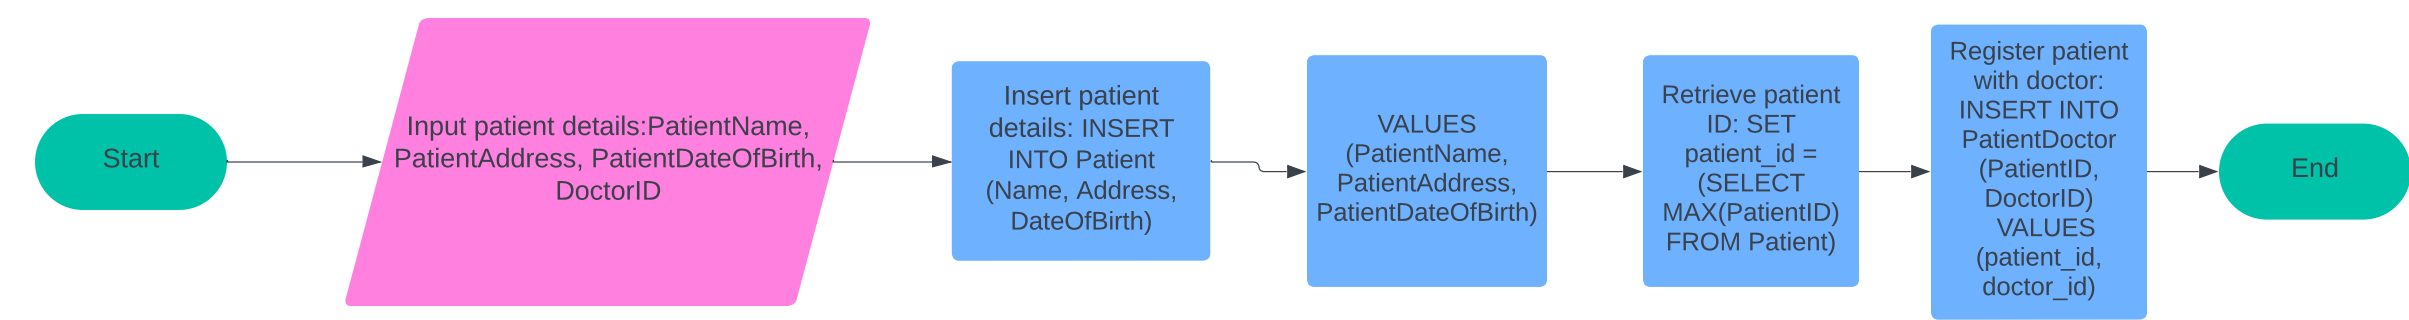 Start
Input patient details:PatientName,
PatientAddress, PatientDateOfBirth,
DoctorID
Insert patient
details: INSERT
INTO Patient
(Name, Address,
DateOfBirth)
VALUES
(PatientName,
PatientAddress,
PatientDateOfBirth)
Retrieve patient
ID: SET
patient_id =
(SELECT
MAX(PatientID)
FROM Patient)
Register patient
with doctor:
INSERT INTO
PatientDoctor
(PatientID,
DoctorID)
VALUES
(patient_id,
doctor_id)
End